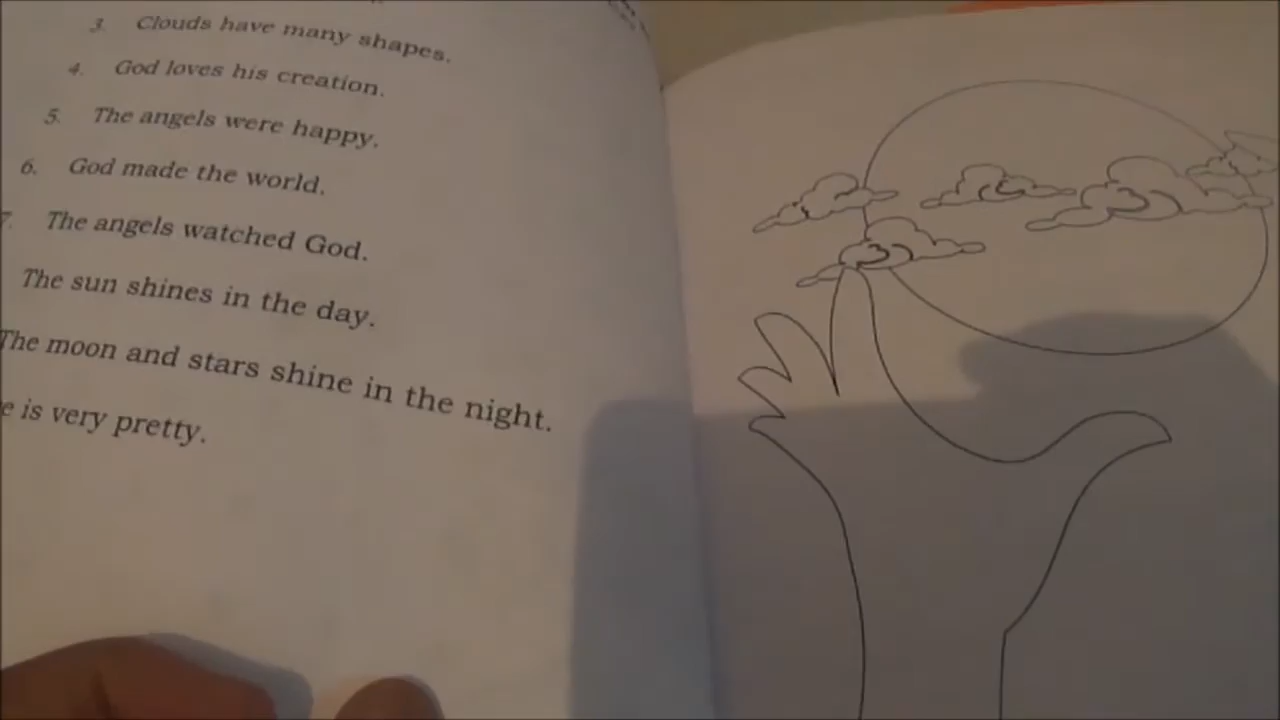 3. Clouds have many shapes.
4. God loves his creation.
5. The angels were happy.
6. God made the world.
7. The angels watched God.
The sun shines in the day.
The moon and stars shine in the night.
is very pretty.